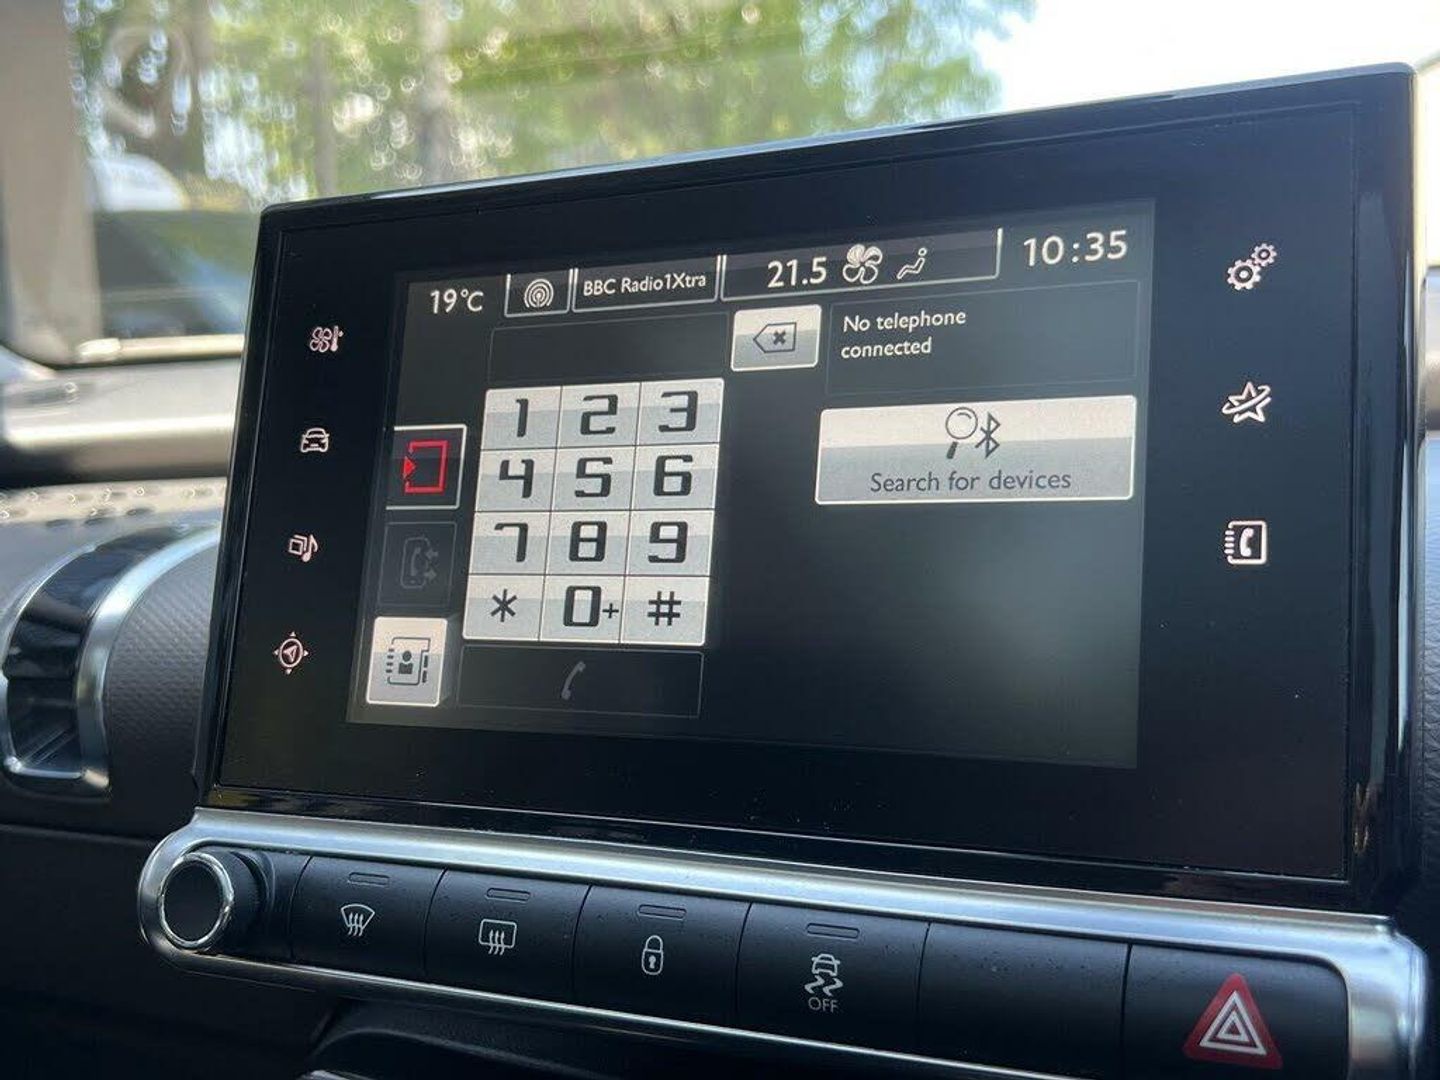 19°C
BBC Radio1Xtra
21.5
10:35
No telephone
connected
1 2 3
4 5 6
7 8 9
* 0+ #
Search for devices
OFF